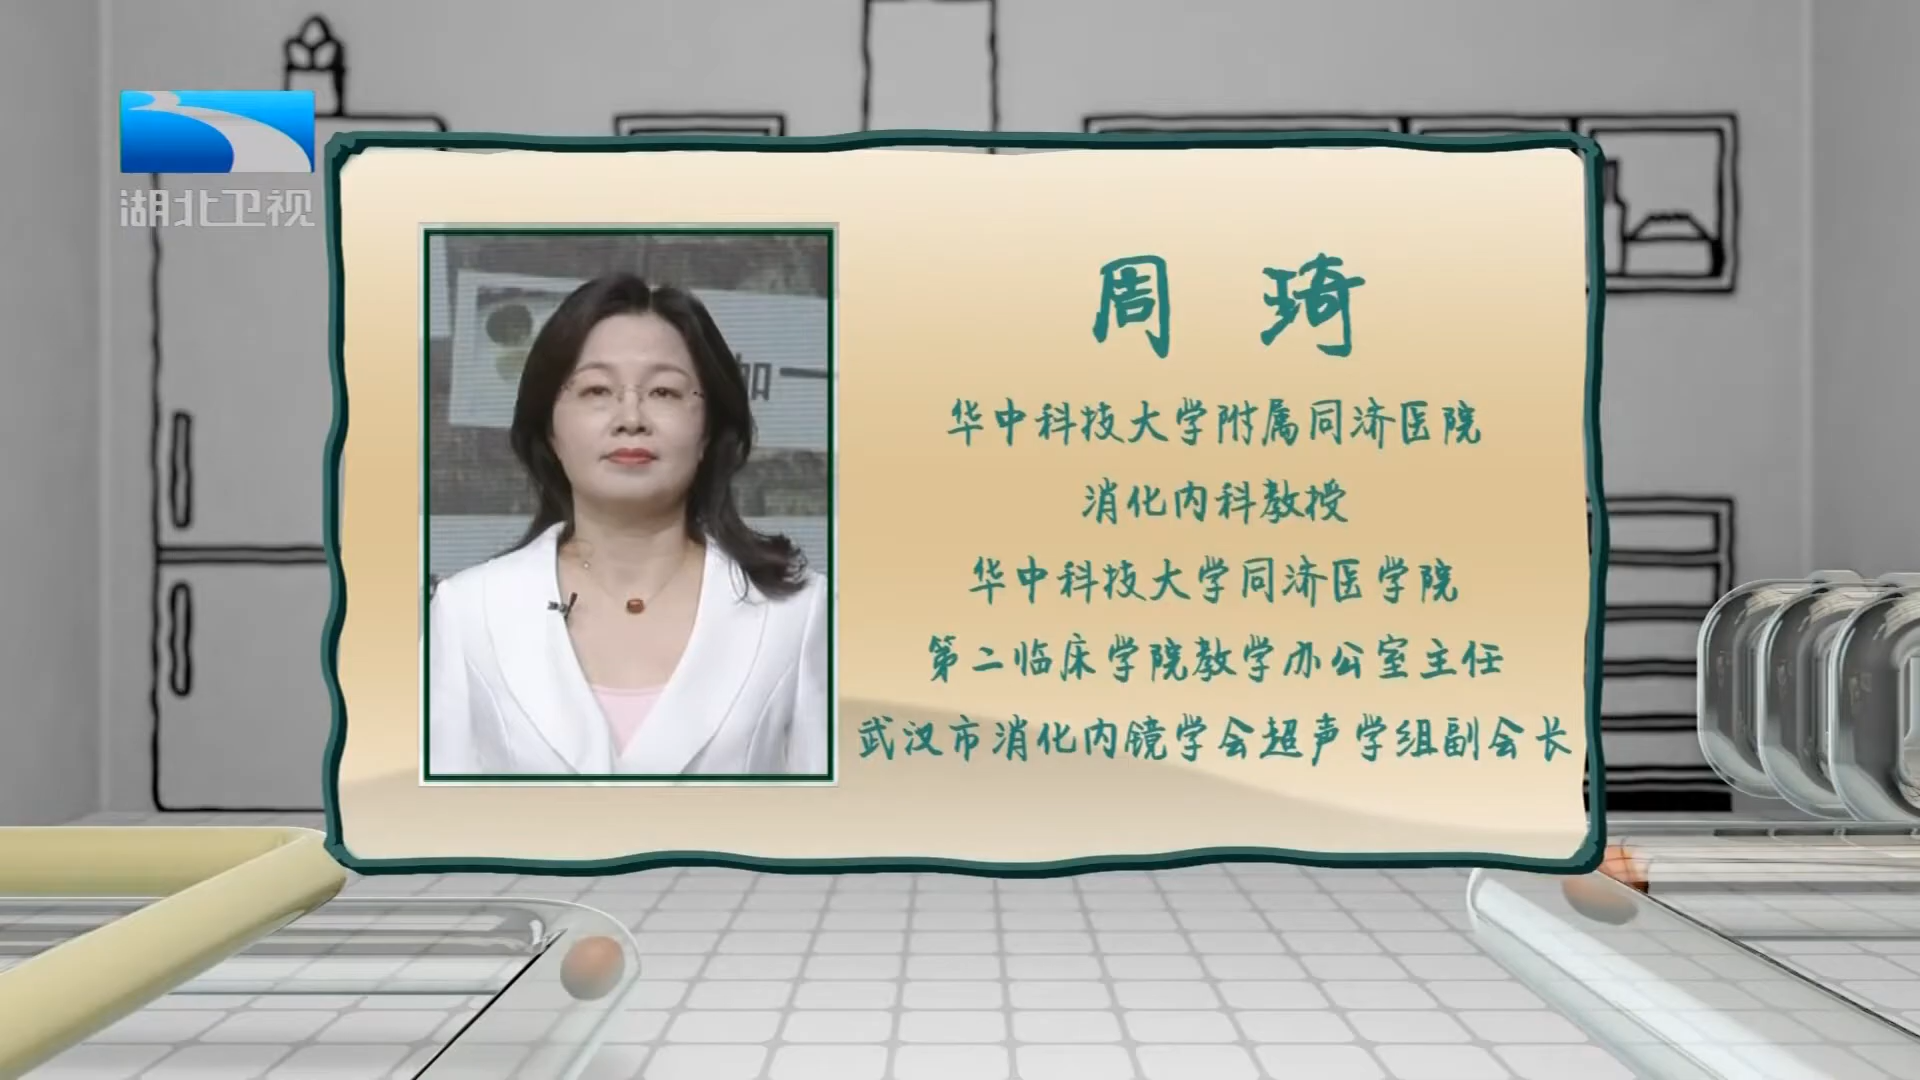 湖北卫视
加一
周 琦
华中科技大学附属同济医院
消化内科教授
华中科技大学同济医学院
第二临床学院教学办公室主任
武汉市消化内镜学会超声学组副会长